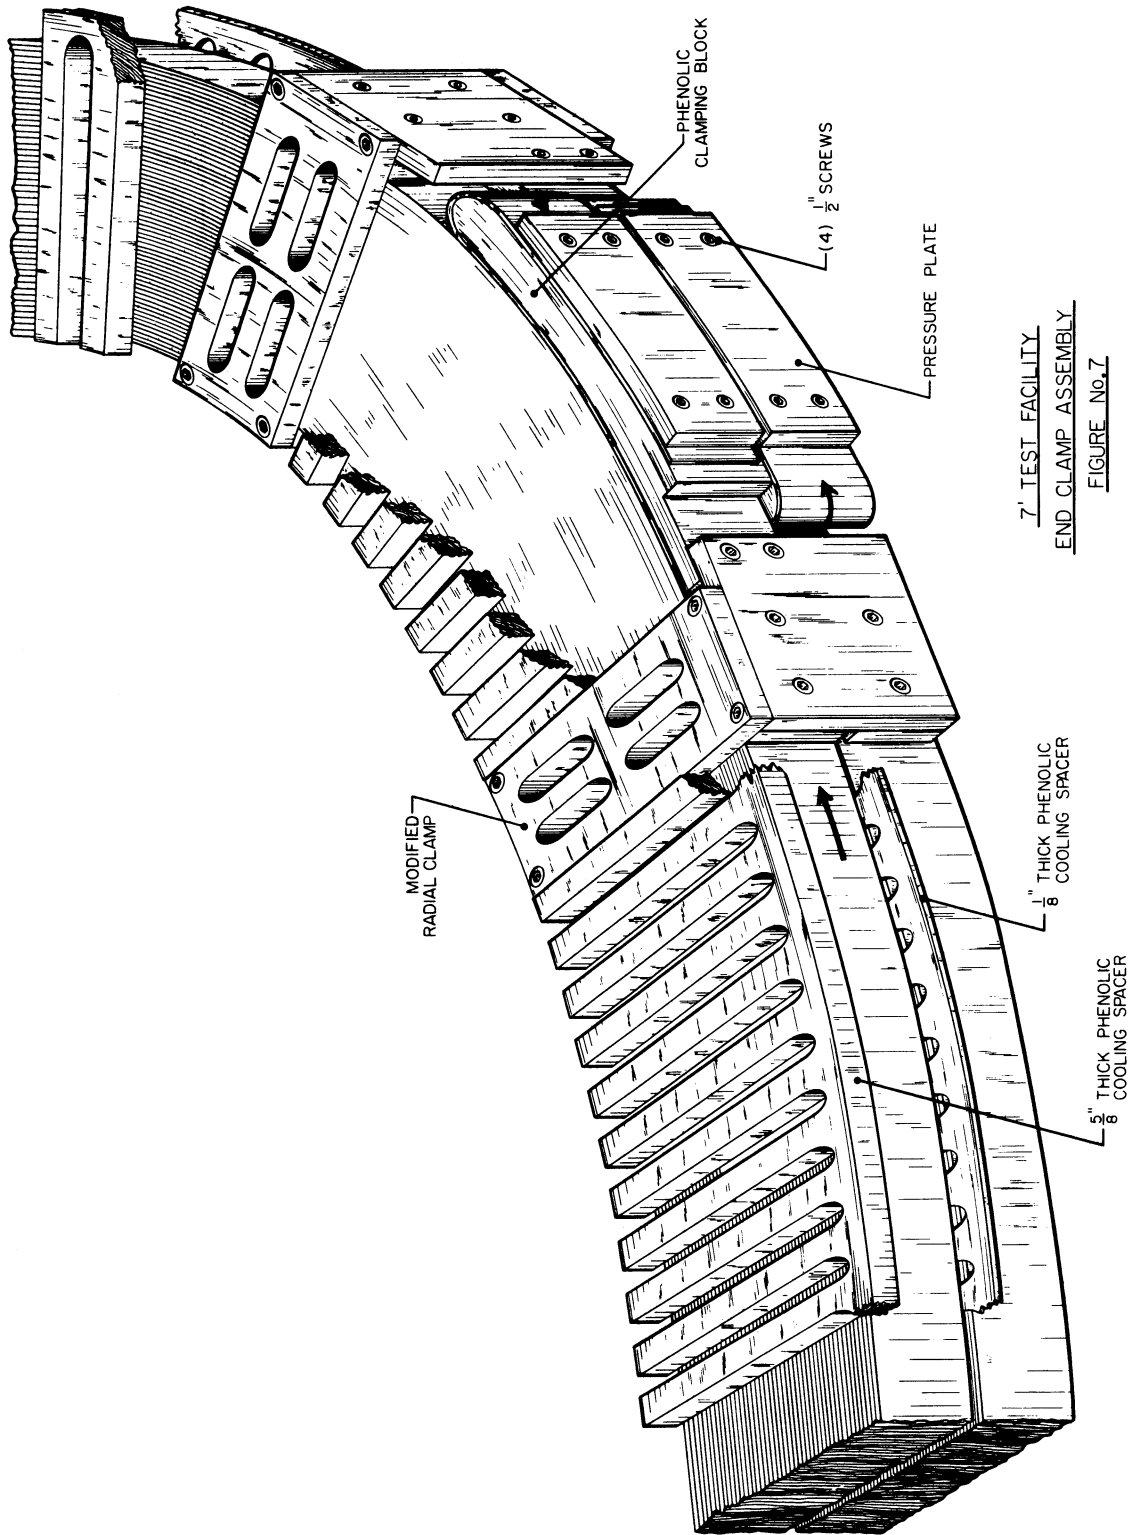 PHENOLIC
CLAMPING BLOCK
(4) 1/2" SCREWS
PRESSURE PLATE
MODIFIED
RADIAL CLAMP
1/8" THICK PHENOLIC
COOLING SPACER
5/8" THICK PHENOLIC
COOLING SPACER
7' TEST FACILITY
END CLAMP ASSEMBLY
FIGURE No.7